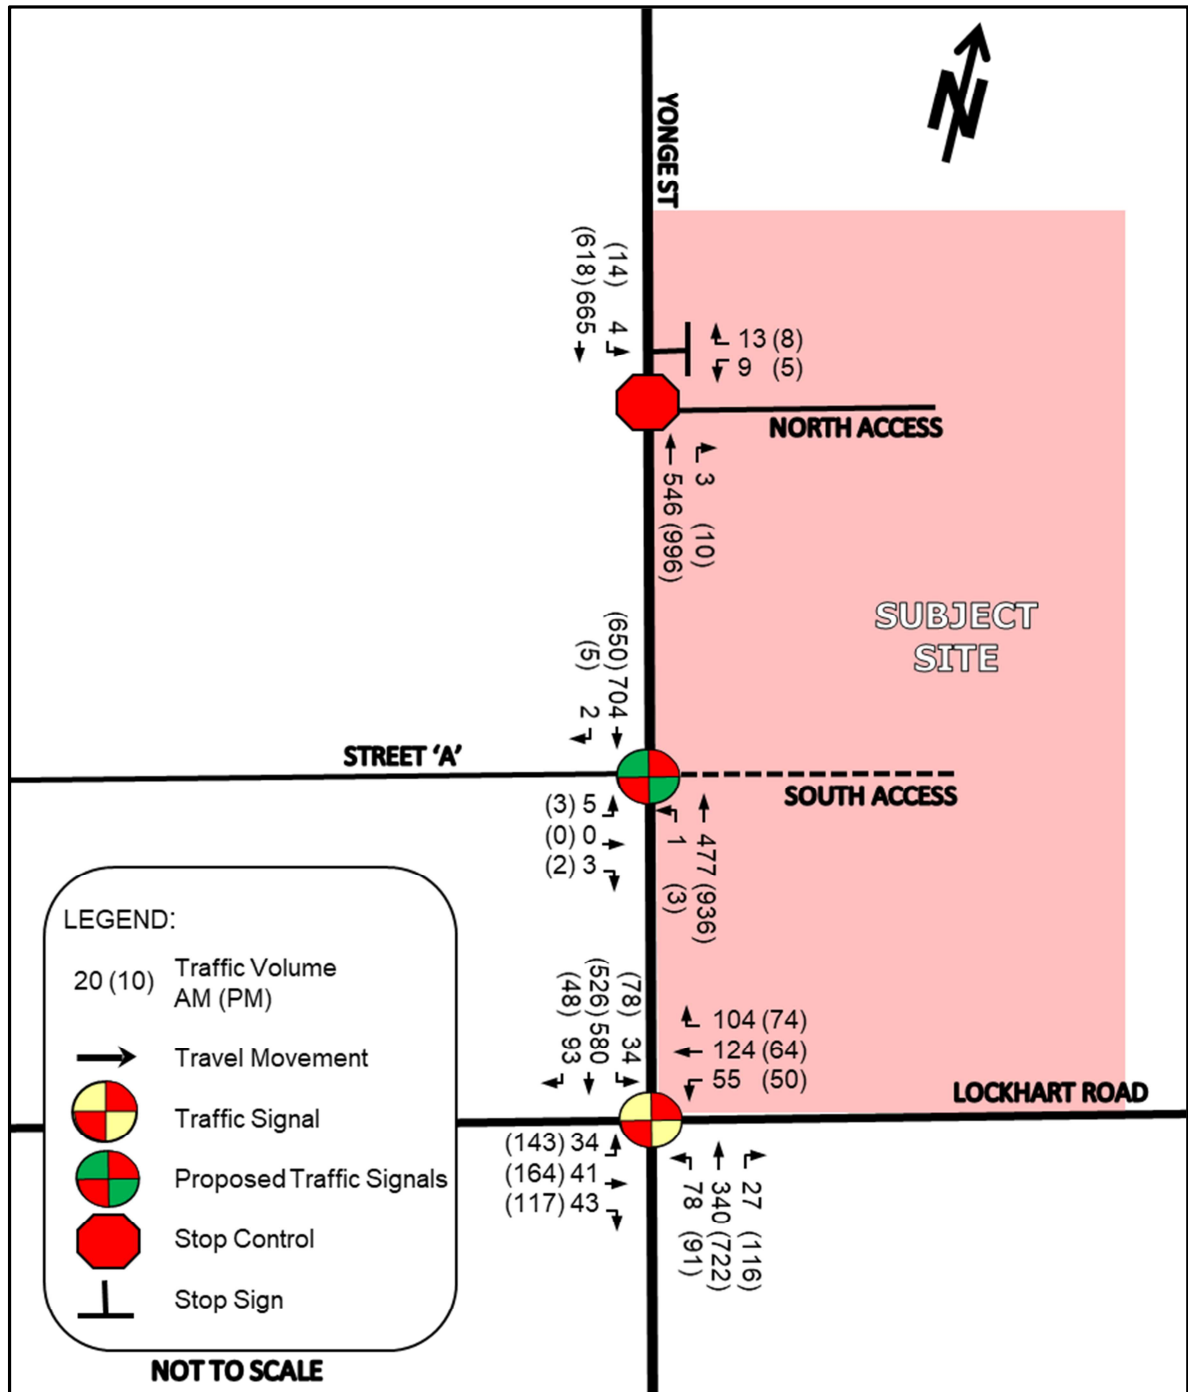 N
YONGE ST
(14) 4
(618) 665
13 (8)
9 (5)
NORTH ACCESS
3 (10)
546 (996)
SUBJECT
SITE
(650) 704
(5) 2
STREET ‘A’
SOUTH ACCESS
(3) 5
(0) 0
(2) 3
477 (936)
1 (3)
LEGEND:
20 (10) Traffic Volume
AM (PM)
Travel Movement
Traffic Signal
Proposed Traffic Signals
Stop Control
Stop Sign
NOT TO SCALE
(78) 34
(526) 580
(48) 93
104 (74)
124 (64)
55 (50)
LOCKHART ROAD
(143) 34
(164) 41
(117) 43
27 (116)
340 (722)
78 (91)